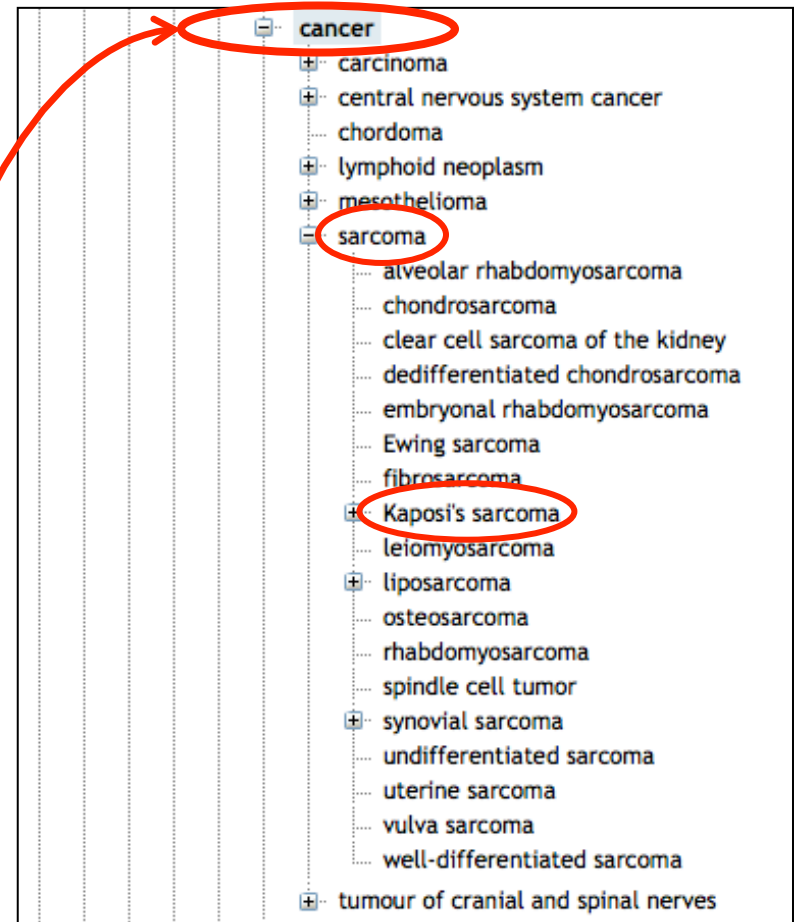 cancer
carcinoma
central nervous system cancer
chordoma
lymphoid neoplasm
mesothelioma
sarcoma
alveolar rhabdomyosarcoma
chondrosarcoma
clear cell sarcoma of the kidney
dedifferentiated chondrosarcoma
embryonal rhabdomyosarcoma
Ewing sarcoma
fibrosarcoma
Kaposi's sarcoma
leiomyosarcoma
liposarcoma
osteosarcoma
rhabdomyosarcoma
spindle cell tumor
synovial sarcoma
undifferentiated sarcoma
uterine sarcoma
vulva sarcoma
well-differentiated sarcoma
tumour of cranial and spinal nerves